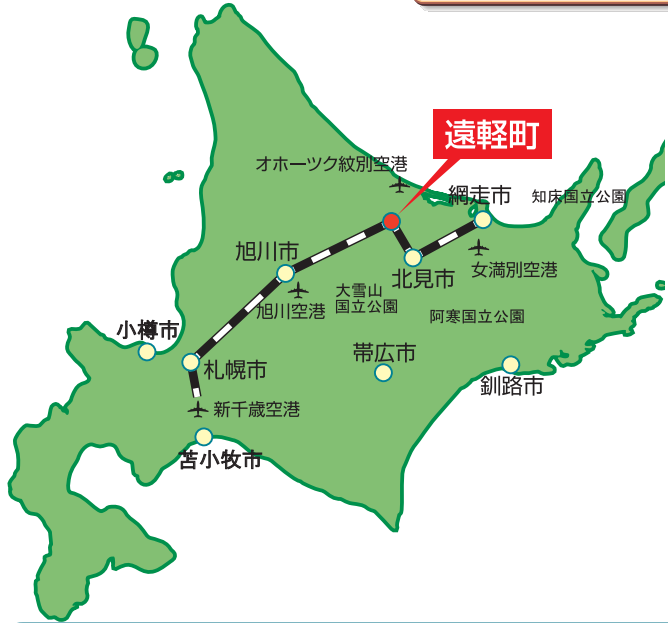 遠軽町
オホーツク紋別空港
網走市
知床国立公園
旭川市
北見市
女満別空港
大雪山
国立公園
旭川空港
阿寒国立公園
小樽市
札幌市
帯広市
釧路市
新千歳空港
苫小牧市